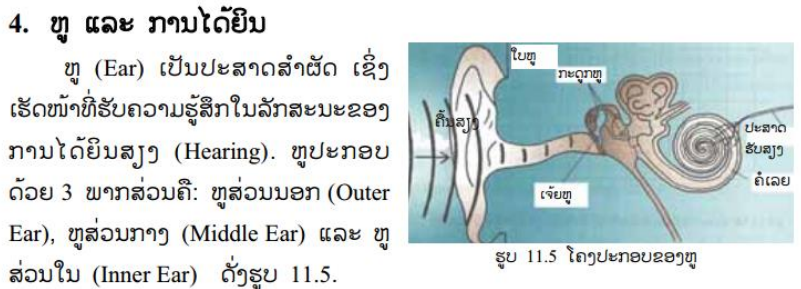 4. ຫູ ແລະ ການໄດ້ຍິນ
ຫູ (Ear) ເປັນປະສາດສໍາຜັດ ເຊິ່ງ
ເຮັດໜ້າທີ່ຮັບຄວາມຮູ້ສຶກໃນລັກສະນະຂອງ
ການໄດ້ຍິນສຽງ (Hearing). ຫູປະກອບ
ດ້ວຍ 3 ພາກສ່ວນຄື: ຫູສ່ວນນອກ (Outer
Ear), ຫູສ່ວນກາງ (Middle Ear) ແລະ ຫູ
ສ່ວນໃນ (Inner Ear) ດັ່ງຮູບ 11.5.
ໃບຫູ
ກະດູກຫູ
ຄື້ນສຽງ
ປະສາດ
ຮັບສຽງ
ຄໍເລຍ
ເຈ້ຍຫູ
ຮູບ 11.5 ໂຄງປະກອບຂອງຫູ